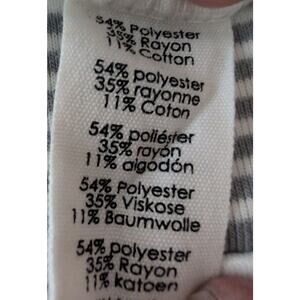 54% Polyester
35% Rayon
11% Cotton
54% polyester
35% rayonne
11% Coton
54% poliéster
35% rayón
11% algodón
54% Polyester
35% Viskose
11% Baumwolle
54% polyester
35% Rayon
11% katoen